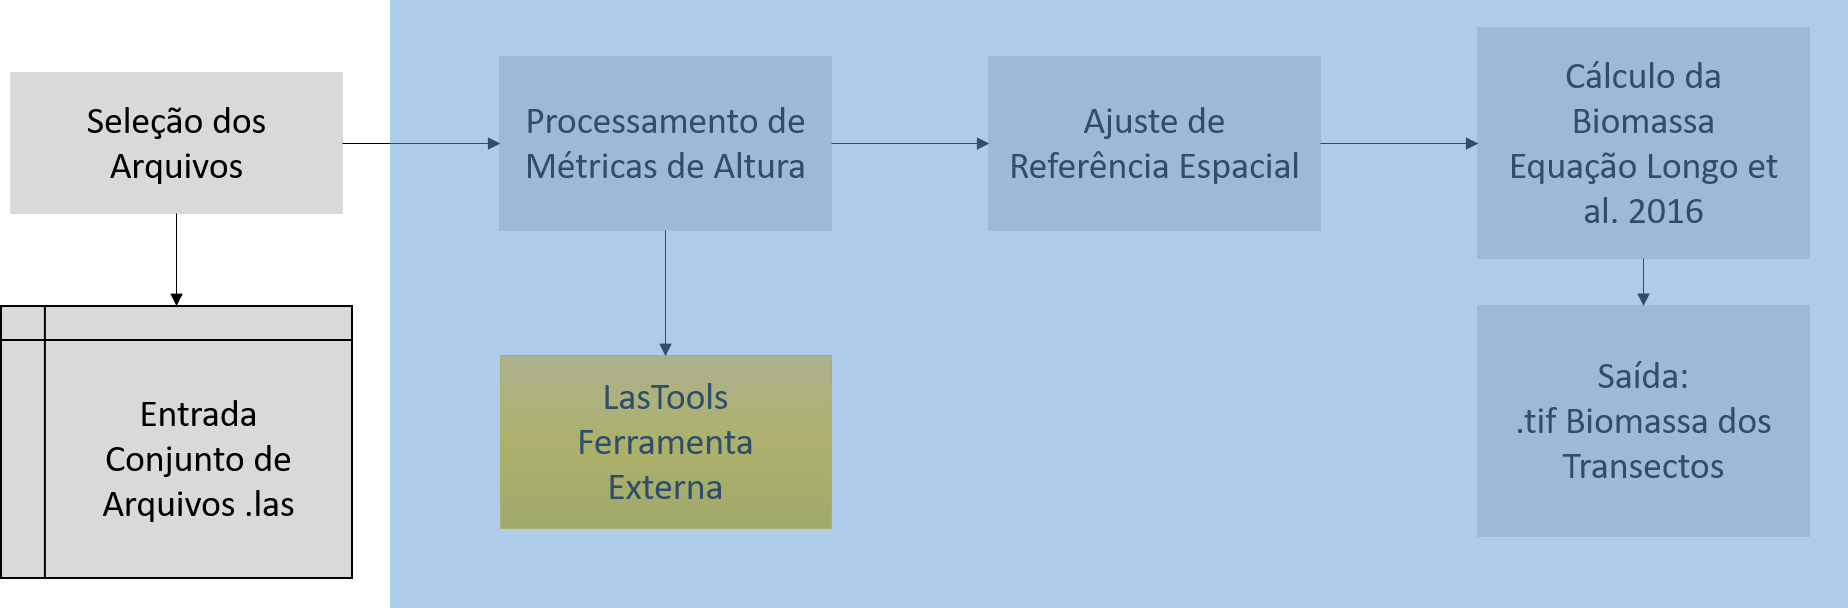 Seleção dos
Arquivos
Entrada
Conjunto de
Arquivos .las
Processamento de
Métricas de Altura
LasTools
Ferramenta
Externa
Ajuste de
Referência Espacial
Cálculo da
Biomassa
Equação Longo et
al. 2016
Saída:
.tif Biomassa dos
Transectos